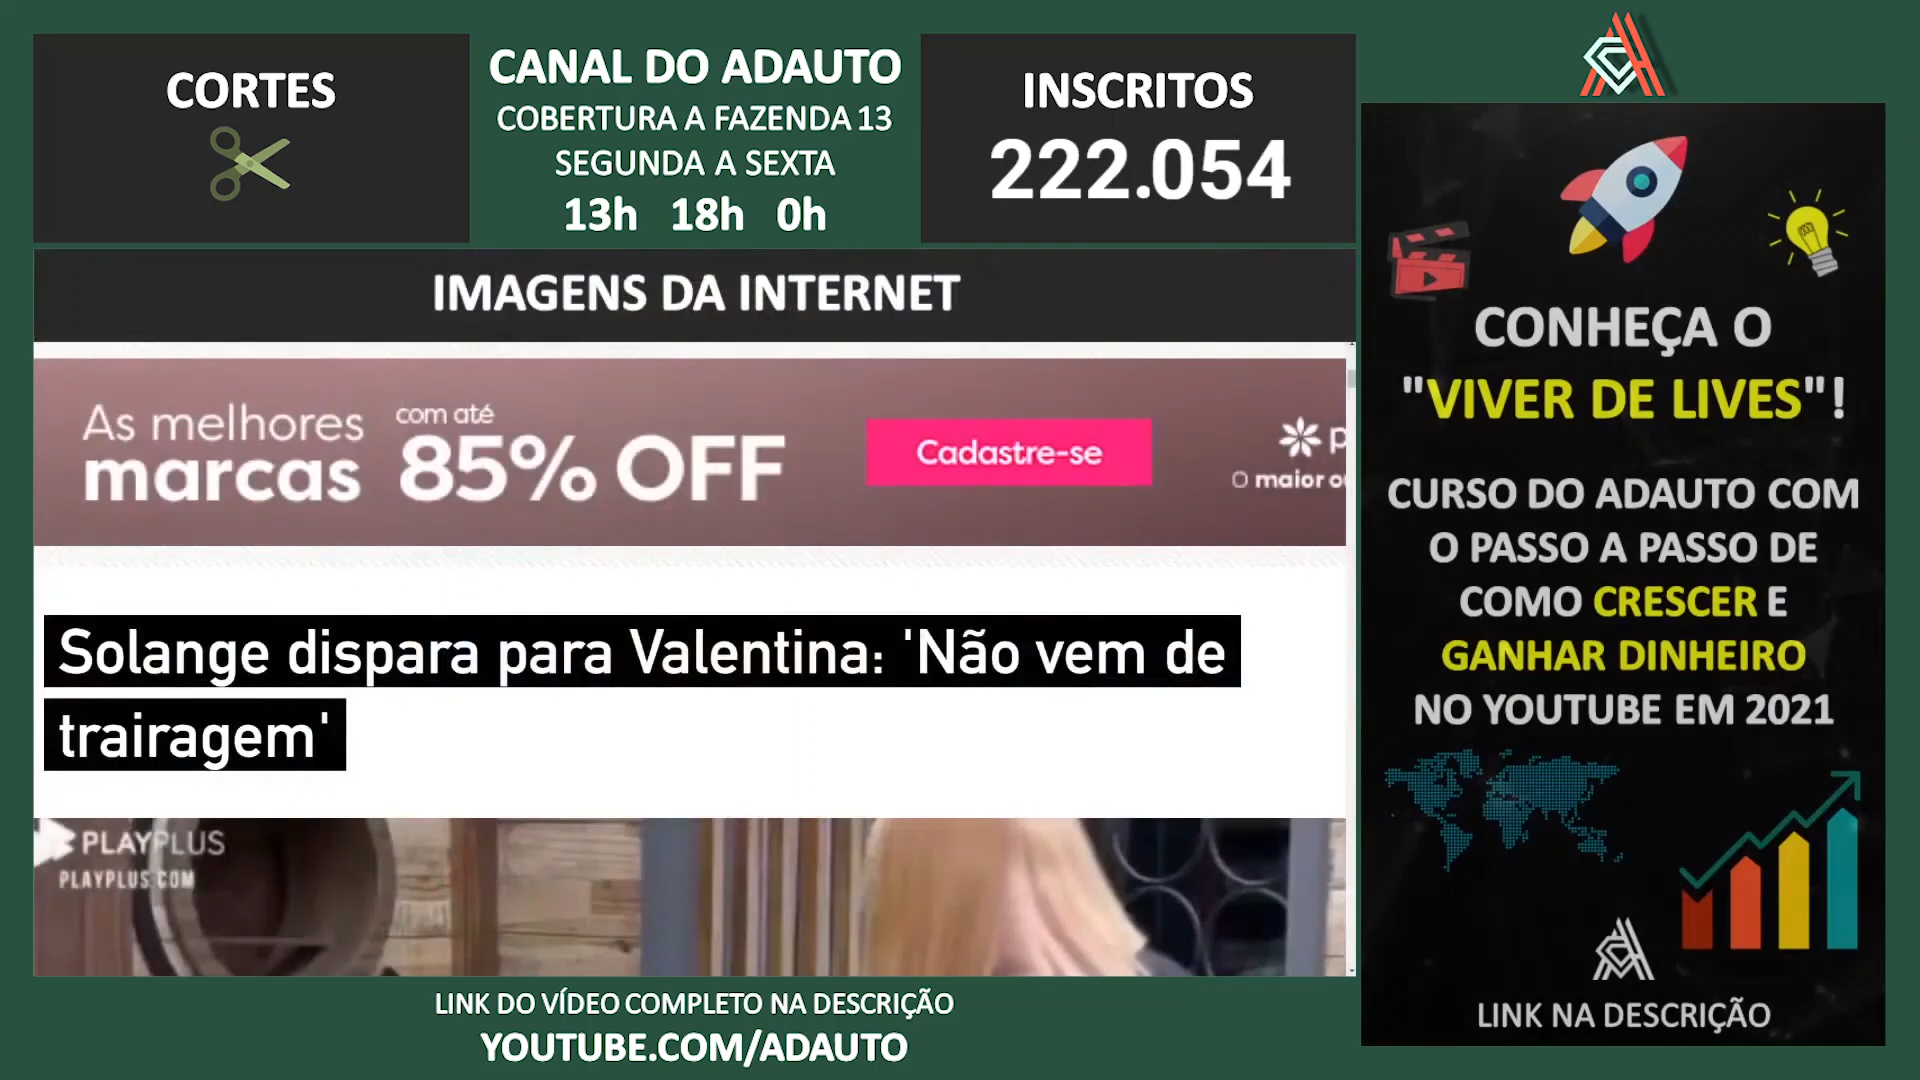 CORTES
CANAL DO ADAUTO
COBERTURA A FAZENDA 13
SEGUNDA A SEXTA
13h 18h 0h
INSCRITOS
222.054
IMAGENS DA INTERNET
As melhores
marcas
com até
85% OFF
Cadastre-se
O maior
Solange dispara para Valentina: 'Não vem de
trairagem'
PLAYPLUS
PLAYPLUS.COM
LINK DO VÍDEO COMPLETO NA DESCRIÇÃO
YOUTUBE.COM/ADAUTO
CONHEÇA O
"VIVER DE LIVES"!
CURSO DO ADAUTO COM
O PASSO A PASSO DE
COMO CRESCER E
GANHAR DINHEIRO
NO YOUTUBE EM 2021
LINK NA DESCRIÇÃO